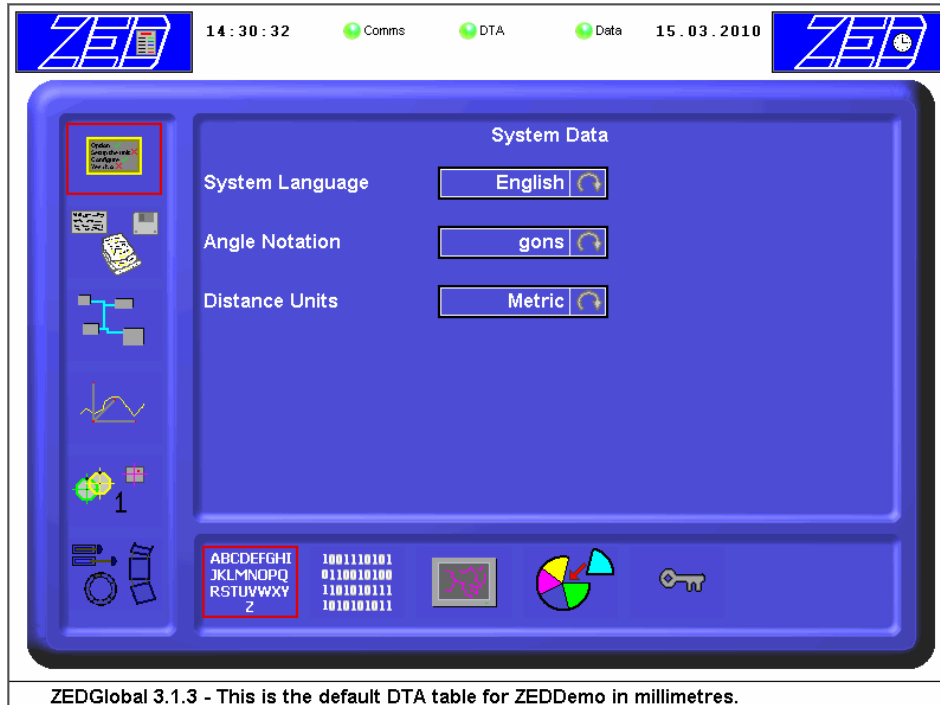 ZED 14:30:32 Comms DTA Data 15.03.2010 ZED
System Data
Option
System Language English
Angle Notation gons
Distance Units Metric
1
ABCDEFGHI
JKLMNOPQ
RSTUVWXY
Z
1001110101
0110010100
1101010111
1010101011
ZEDGlobal 3.1.3 - This is the default DTA table for ZEDDemo in millimetres.